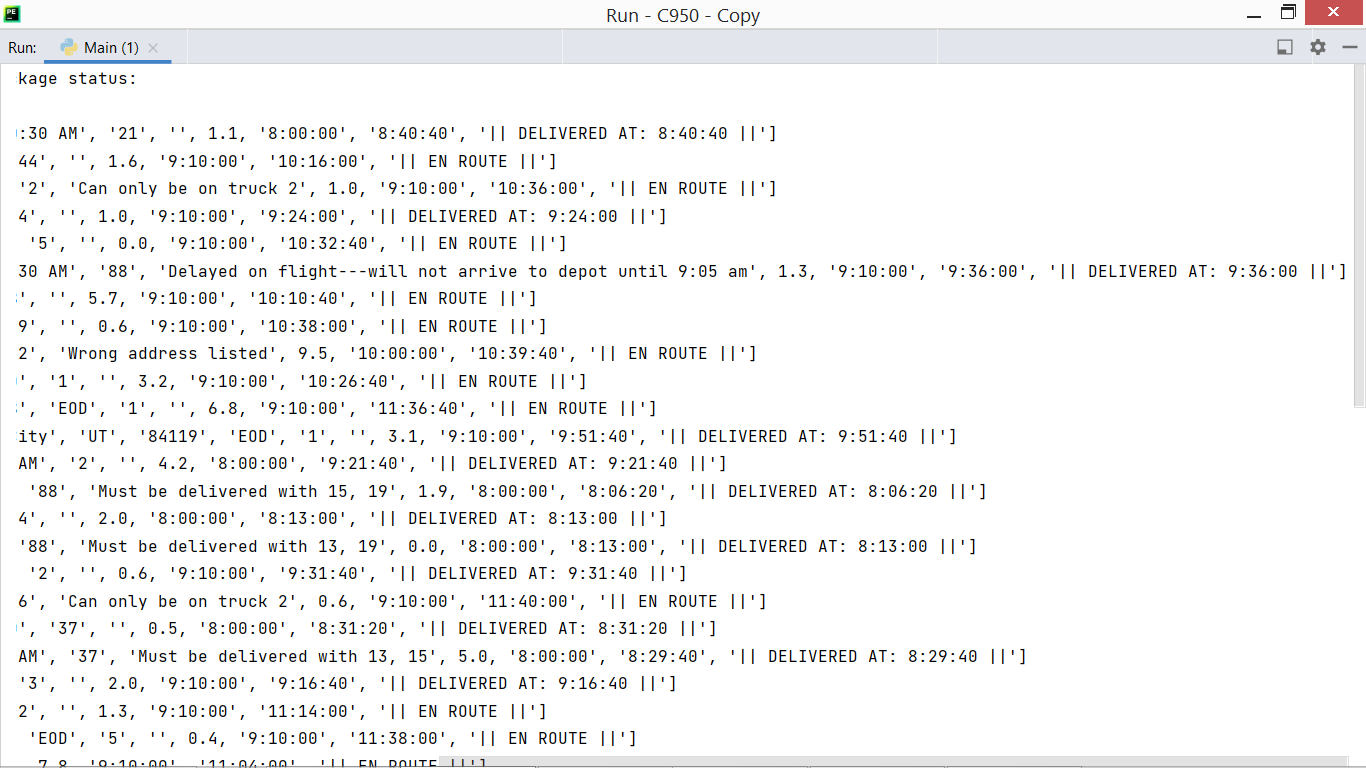 Run - C950 - Copy
Run: Main (1)
kage status:
:30 AM', '21', '', 1.1, '8:00:00', '8:40:40', '|| DELIVERED AT: 8:40:40 ||']
44', '', 1.6, '9:10:00', '10:16:00', '|| EN ROUTE ||']
'2', 'Can only be on truck 2', 1.0, '9:10:00', '10:36:00', '|| EN ROUTE ||']
4', '', 1.0, '9:10:00', '9:24:00', '|| DELIVERED AT: 9:24:00 ||']
'5', '', 0.0, '9:10:00', '10:32:40', '|| EN ROUTE ||']
30 AM', '88', 'Delayed on flight---will not arrive to depot until 9:05 am', 1.3, '9:10:00', '9:36:00', '|| DELIVERED AT: 9:36:00 ||']
', '', 5.7, '9:10:00', '10:10:40', '|| EN ROUTE ||']
9', '', 0.6, '9:10:00', '10:38:00', '|| EN ROUTE ||']
2', 'Wrong address listed', 9.5, '10:00:00', '10:39:40', '|| EN ROUTE ||']
', '1', '', 3.2, '9:10:00', '10:26:40', '|| EN ROUTE ||']
', 'EOD', '1', '', 6.8, '9:10:00', '11:36:40', '|| EN ROUTE ||']
ity', 'UT', '84119', 'EOD', '1', '', 3.1, '9:10:00', '9:51:40', '|| DELIVERED AT: 9:51:40 ||']
AM', '2', '', 4.2, '8:00:00', '9:21:40', '|| DELIVERED AT: 9:21:40 ||']
'88', 'Must be delivered with 15, 19', 1.9, '8:00:00', '8:06:20', '|| DELIVERED AT: 8:06:20 ||']
4', '', 2.0, '8:00:00', '8:13:00', '|| DELIVERED AT: 8:13:00 ||']
'88', 'Must be delivered with 13, 19', 0.0, '8:00:00', '8:13:00', '|| DELIVERED AT: 8:13:00 ||']
'2', '', 0.6, '9:10:00', '9:31:40', '|| DELIVERED AT: 9:31:40 ||']
6', 'Can only be on truck 2', 0.6, '9:10:00', '11:40:00', '|| EN ROUTE ||']
', '37', '', 0.5, '8:00:00', '8:31:20', '|| DELIVERED AT: 8:31:20 ||']
AM', '37', 'Must be delivered with 13, 15', 5.0, '8:00:00', '8:29:40', '|| DELIVERED AT: 8:29:40 ||']
'3', '', 2.0, '9:10:00', '9:16:40', '|| DELIVERED AT: 9:16:40 ||']
2', '', 1.3, '9:10:00', '11:14:00', '|| EN ROUTE ||']
'EOD', '5', '', 0.4, '9:10:00', '11:38:00', '|| EN ROUTE ||']
7.8, '9:10:00', '11:04:00', '|| EN ROUTE ||']